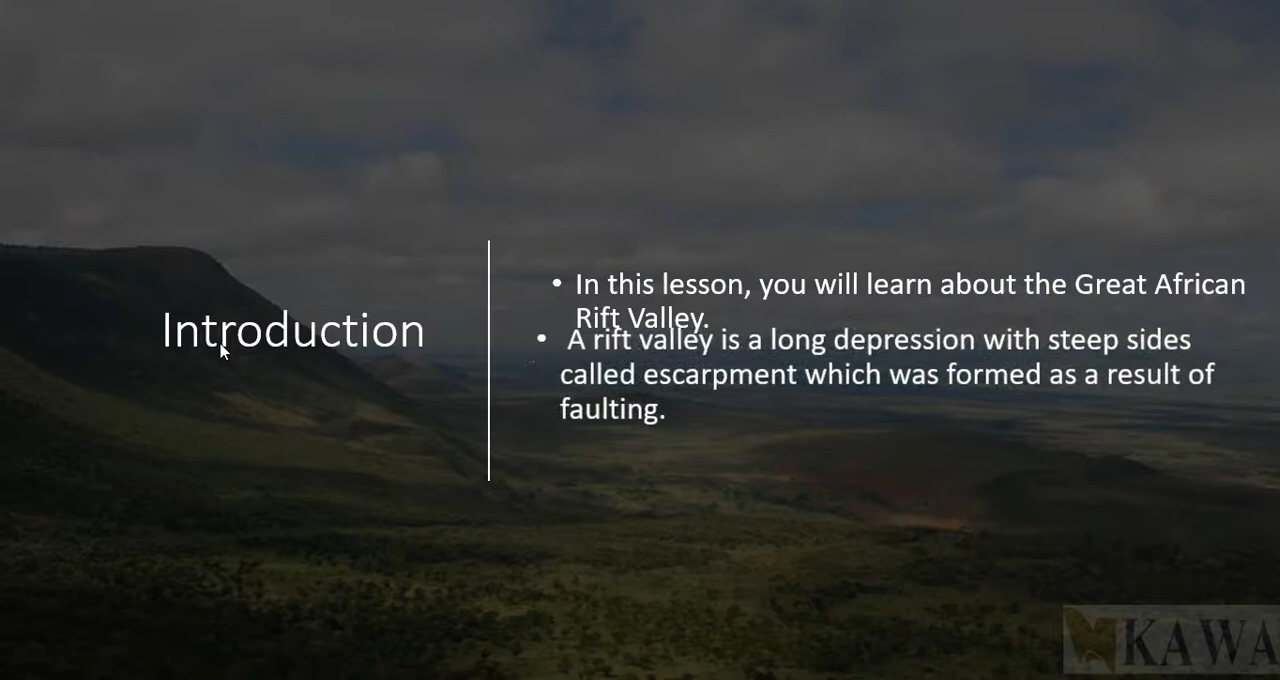 Introduction
• In this lesson, you will learn about the Great African
Rift Valley.
• A rift valley is a long depression with steep sides
called escarpment which was formed as a result of
faulting.
KAWA